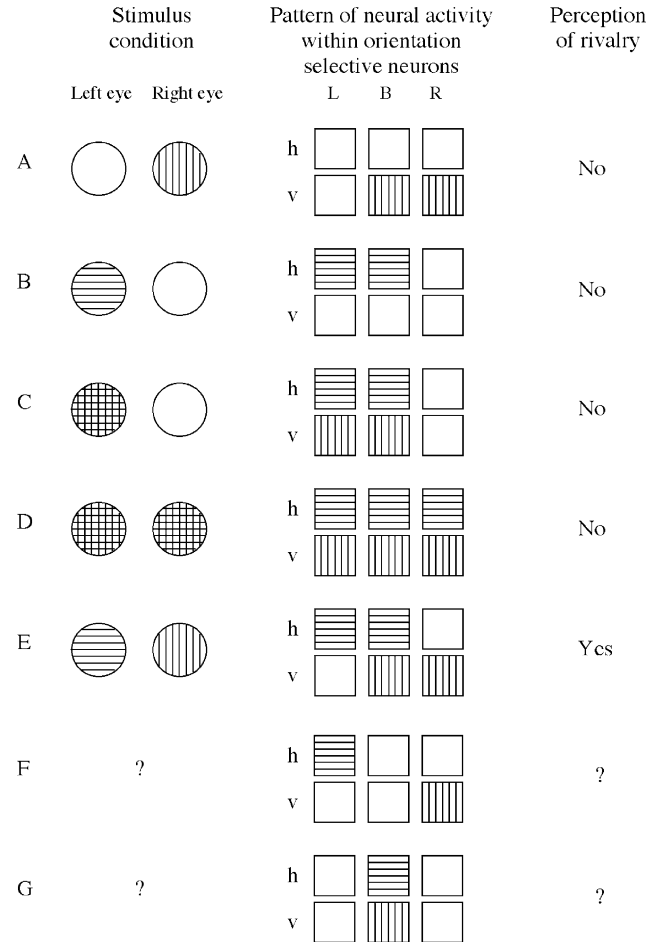 Stimulus condition
Pattern of neural activity within orientation selective neurons
Perception of rivalry
Left eye Right eye L B R
A h No
v
B h No
v
C h No
v
D h No
v
E h Yes
v
F ? h ?
v
G ? h ?
v